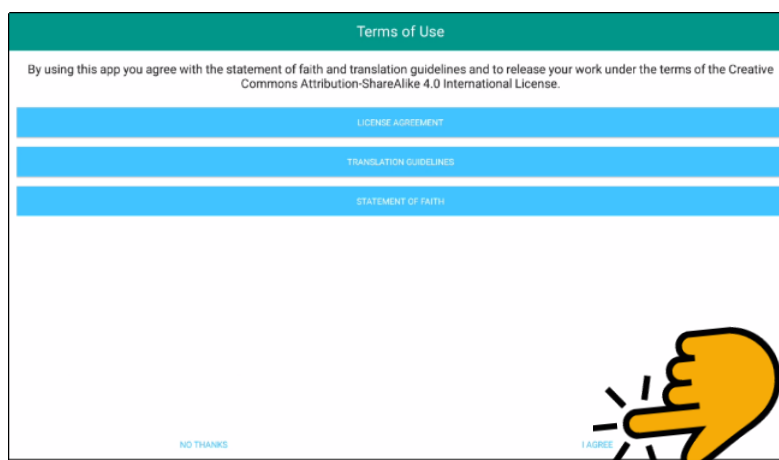 Terms of Use
By using this app you agree with the statement of faith and translation guidelines and to release your work under the terms of the Creative
Commons Attribution-ShareAlike 4.0 International License.
LICENSE AGREEMENT
TRANSLATION GUIDELINES
STATEMENT OF FAITH
NO THANKS
I AGREE